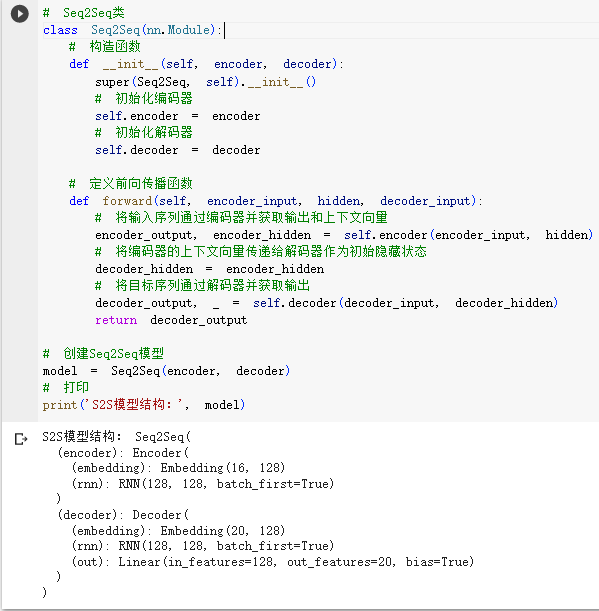 # Seq2Seq类
class Seq2Seq(nn.Module):
    # 构造函数
    def __init__(self, encoder, decoder):
        super(Seq2Seq, self).__init__()
        # 初始化编码器
        self.encoder = encoder
        # 初始化解码器
        self.decoder = decoder

    # 定义前向传播函数
    def forward(self, encoder_input, hidden, decoder_input):
        # 将输入序列通过编码器并获取输出和上下文向量
        encoder_output, encoder_hidden = self.encoder(encoder_input, hidden)
        # 将编码器的上下文向量传递给解码器作为初始隐藏状态
        decoder_hidden = encoder_hidden
        # 将目标序列通过解码器并获取输出
        decoder_output, _ = self.decoder(decoder_input, decoder_hidden)
        return decoder_output

# 创建Seq2Seq模型
model = Seq2Seq(encoder, decoder)
# 打印
print('S2S模型结构：', model)
S2S模型结构： Seq2Seq(
  (encoder): Encoder(
    (embedding): Embedding(16, 128)
    (rnn): RNN(128, 128, batch_first=True)
  )
  (decoder): Decoder(
    (embedding): Embedding(20, 128)
    (rnn): RNN(128, 128, batch_first=True)
    (out): Linear(in_features=128, out_features=20, bias=True)
  )
)